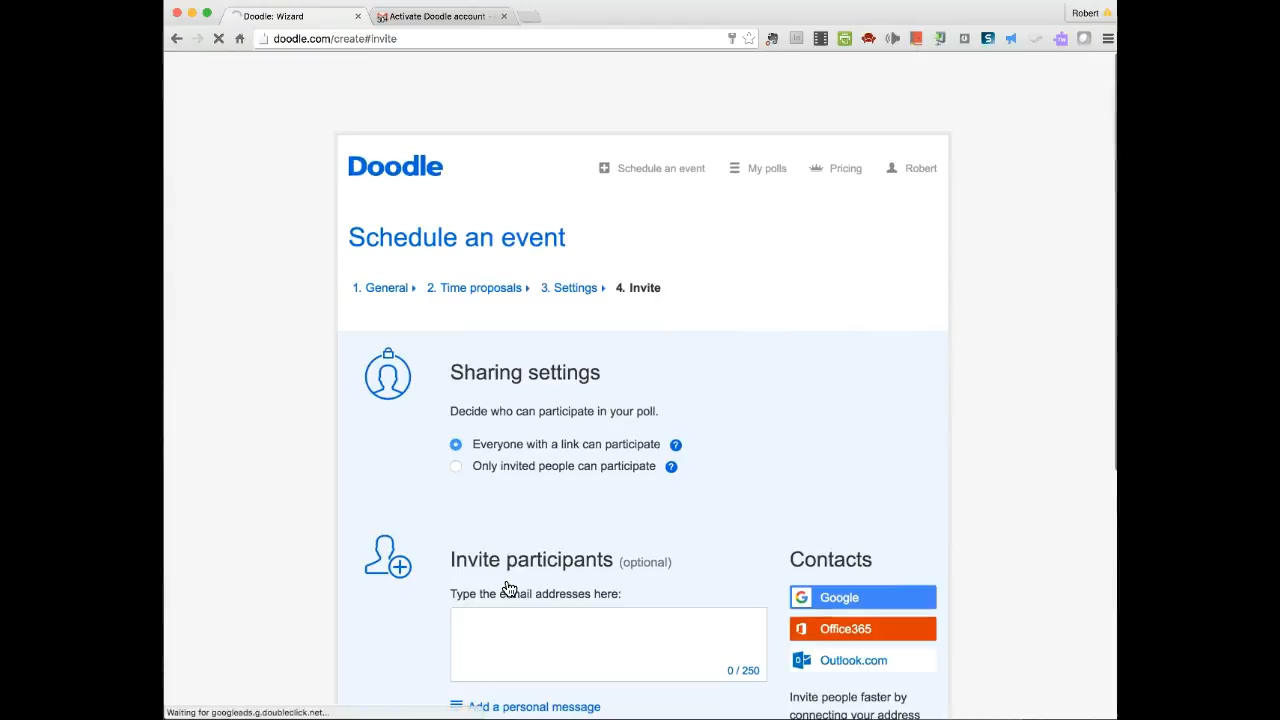 Doodle: Wizard
Activate Doodle account -
Robert
doodle.com/create#invite
Doodle
Schedule an event
My polls
Pricing
Robert
Schedule an event
1. General
2. Time proposals
3. Settings
4. Invite
Sharing settings
Decide who can participate in your poll.
Everyone with a link can participate ?
Only invited people can participate ?
Invite participants (optional)
Type the email addresses here:
0 / 250
Add a personal message
Contacts
Google
Office365
Outlook.com
Invite people faster by
connecting your address
Waiting for googleads.g.doubleclick.net...